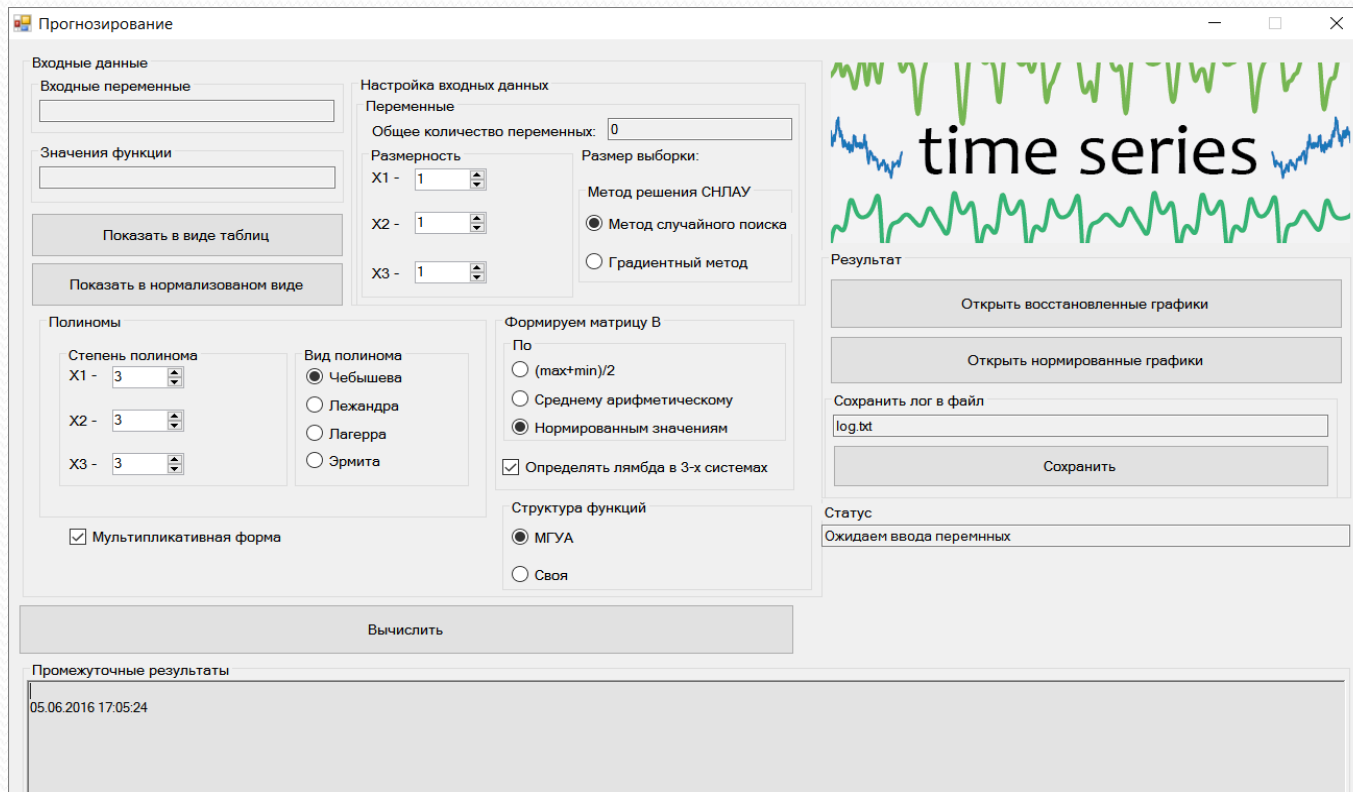 Прогнозирование
Входные данные
Входные переменные
Значения функции
Показать в виде таблиц
Показать в нормализованом виде
Настройка входных данных
Переменные
Общее количество переменных: 0
Размерность
X1 - 1
X2 - 1
X3 - 1
Размер выборки:
Метод решения СНЛАУ
Метод случайного поиска
Градиентный метод
Полиномы
Степень полинома
X1 - 3
X2 - 3
X3 - 3
Вид полинома
Чебышева
Лежандра
Лагерра
Эрмита
Мультипликативная форма
Формируем матрицу В
По
(max+min)/2
Среднему арифметическому
Нормированным значениям
Определять лямбда в 3-х системах
Структура функций
МГУА
Своя
Вычислить
time series
Результат
Открыть восстановленные графики
Открыть нормированные графики
Сохранить лог в файл
log.txt
Сохранить
Статус
Ожидаем ввода перемнных
Промежуточные результаты
05.06.2016 17:05:24